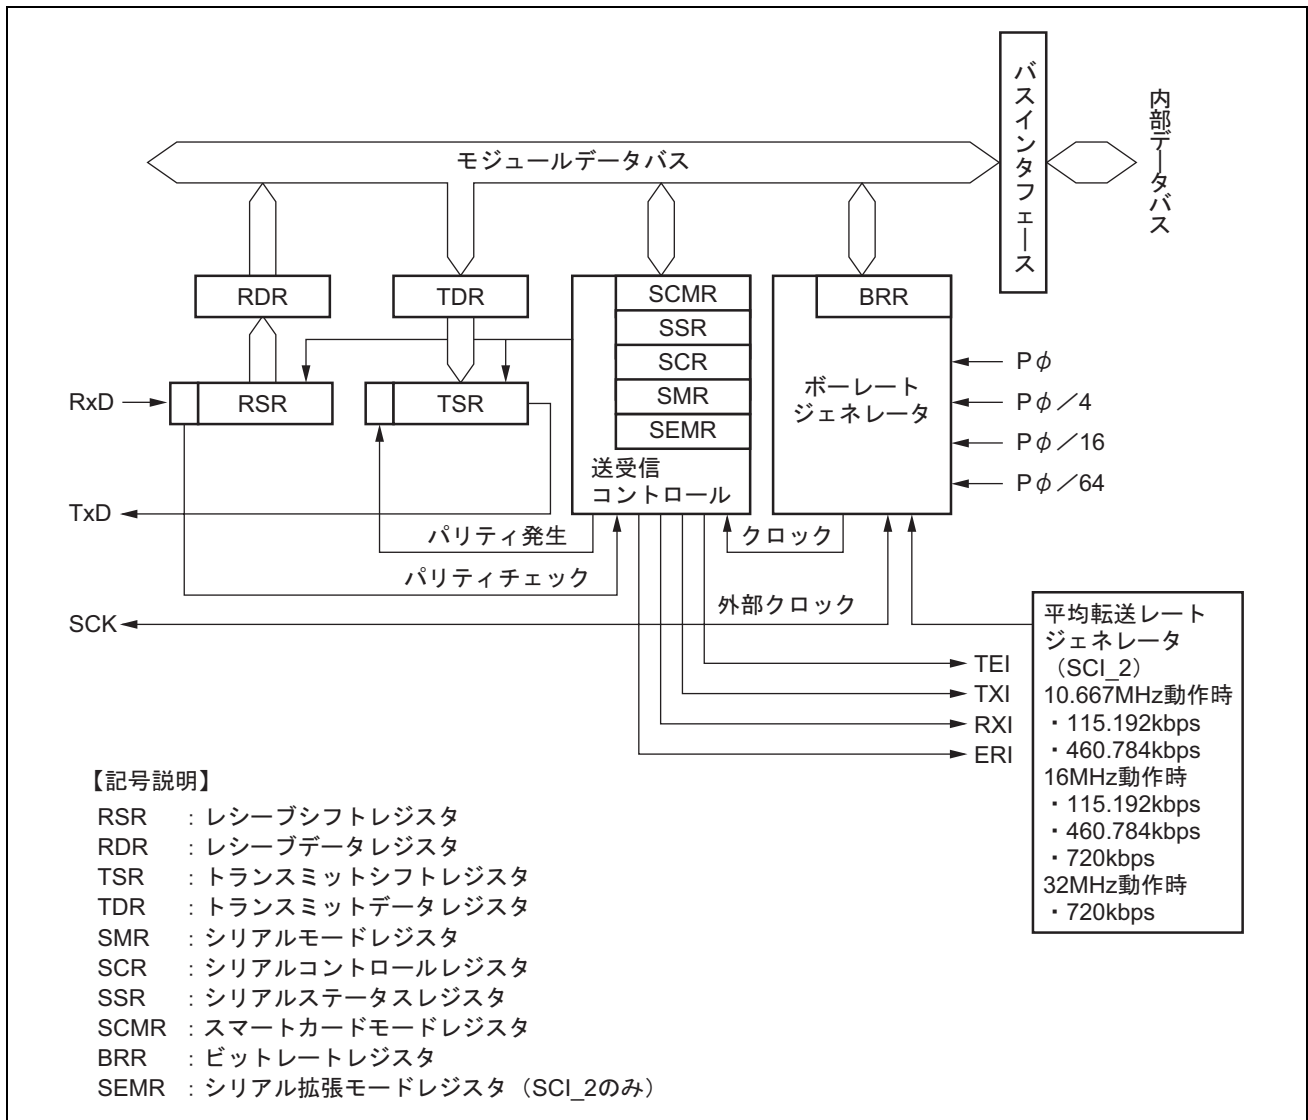 バスインタフェース
内部データバス
モジュールデータバス
RDR
TDR
SCMR
BRR
SSR
SCR
SMR
SEMR
RxD
RSR
TSR
ボーレート
ジェネレータ
Pφ
Pφ／4
Pφ／16
Pφ／64
送受信
コントロール
TxD
パリティ発生
クロック
パリティチェック
外部クロック
SCK
TEI
TXI
RXI
ERI
平均転送レート
ジェネレータ
（SCI_2）
10.667MHz動作時
・115.192kbps
・460.784kbps
16MHz動作時
・115.192kbps
・460.784kbps
・720kbps
32MHz動作時
・720kbps
【記号説明】
RSR : レシーブシフトレジスタ
RDR : レシーブデータレジスタ
TSR : トランスミットシフトレジスタ
TDR : トランスミットデータレジスタ
SMR : シリアルモードレジスタ
SCR : シリアルコントロールレジスタ
SSR : シリアルステータスレジスタ
SCMR : スマートカードモードレジスタ
BRR : ビットレートレジスタ
SEMR : シリアル拡張モードレジスタ（SCI_2のみ）